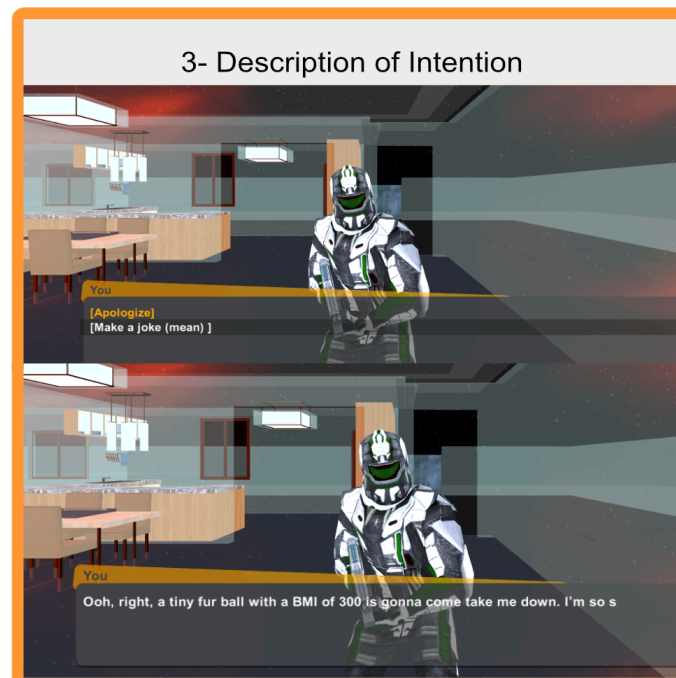 3- Description of Intention
You
[Apologize]
[Make a joke (mean) ]
You
Ooh, right, a tiny fur ball with a BMI of 300 is gonna come take me down. I'm so s